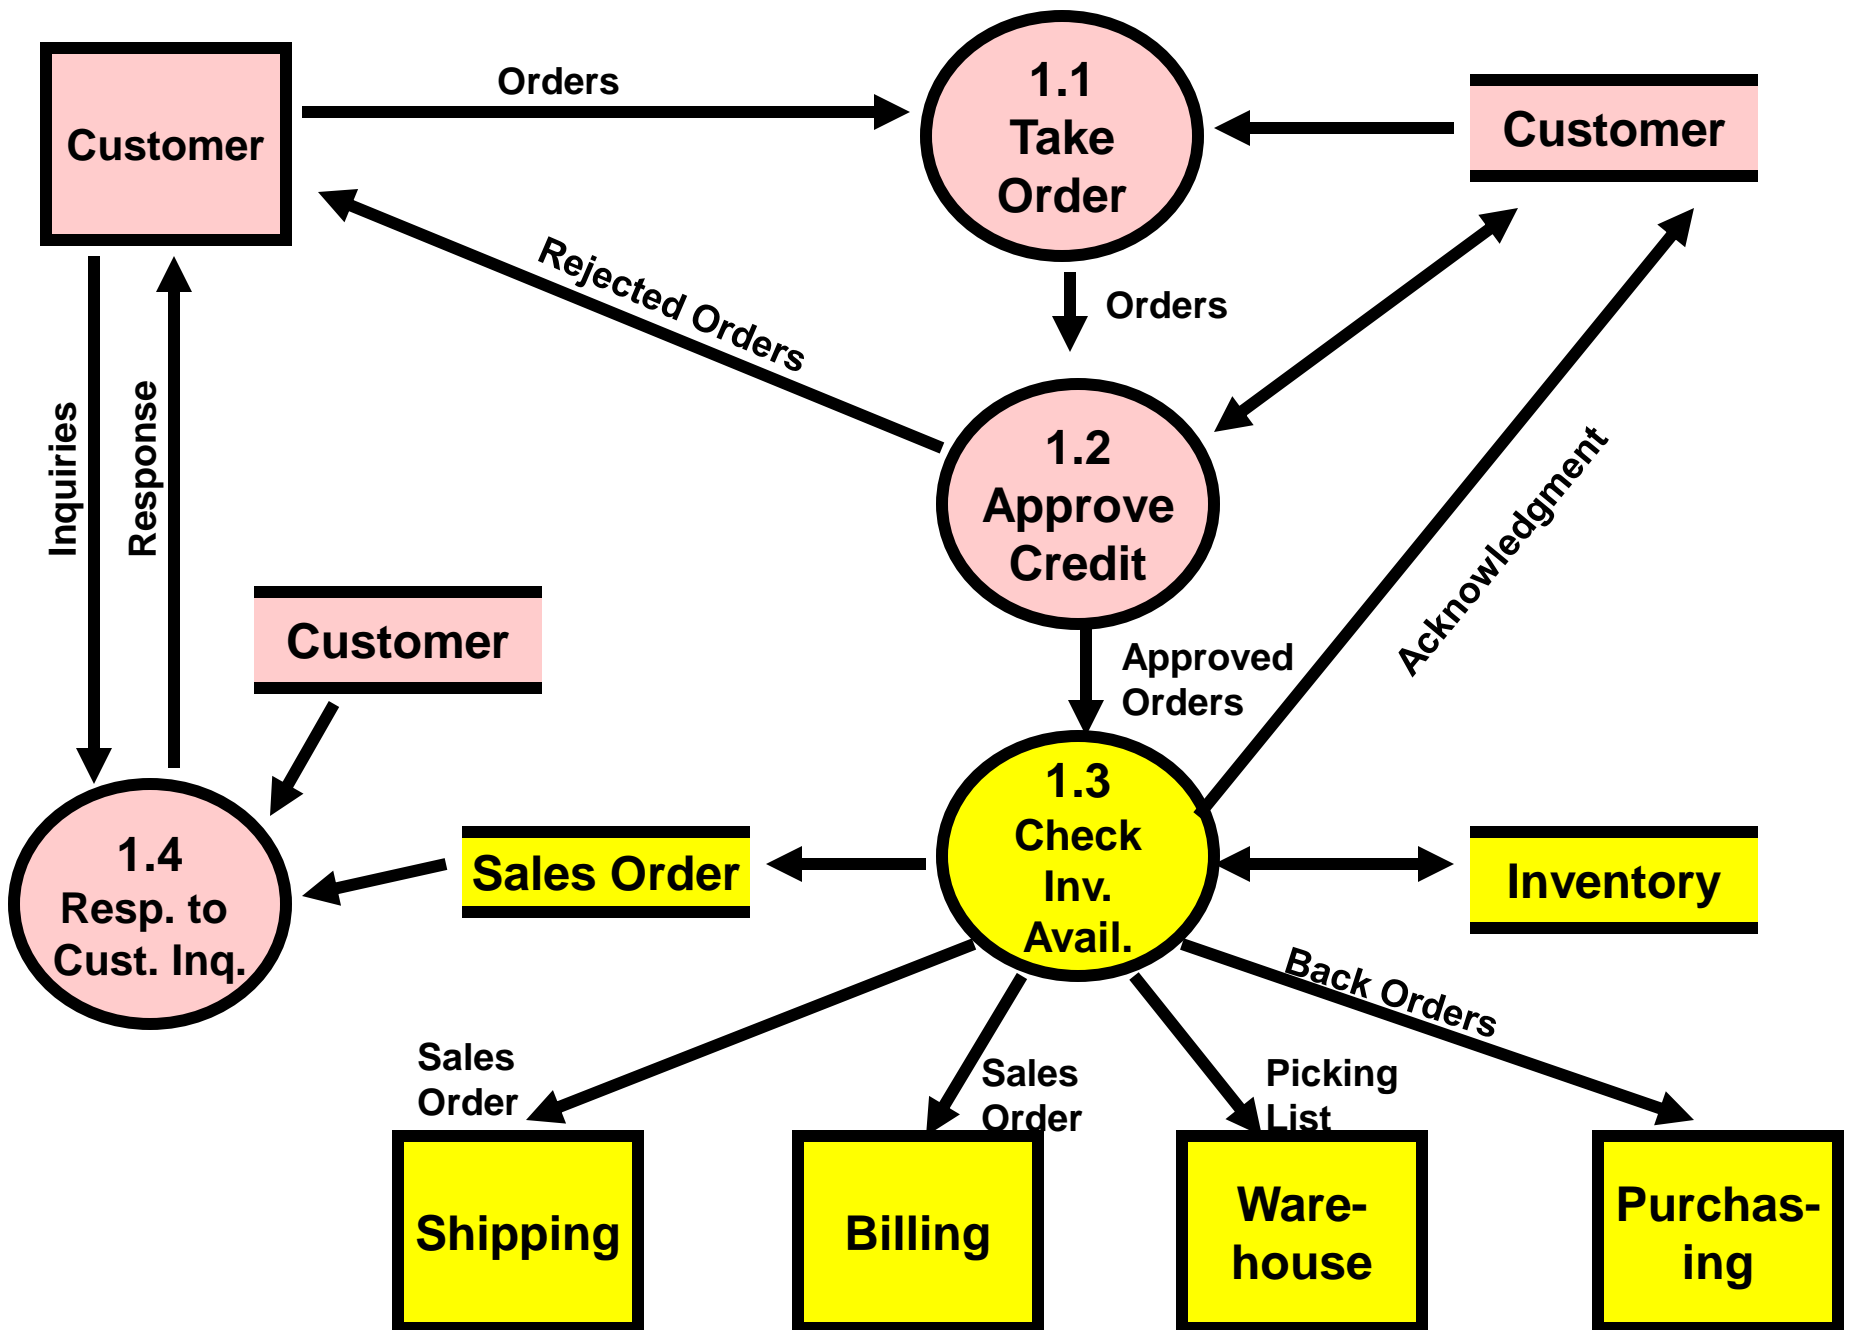 Orders
1.1
Take
Order
Customer
Customer
Rejected Orders
Orders
Inquiries
Response
1.2
Approve
Credit
Acknowledgment
Customer
Approved
Orders
1.3
Check
Inv.
Avail.
1.4
Resp. to
Cust. Inq.
Sales Order
Inventory
Back Orders
Sales
Order
Sales
Order
Picking
List
Shipping
Billing
Ware-
house
Purchas-
ing